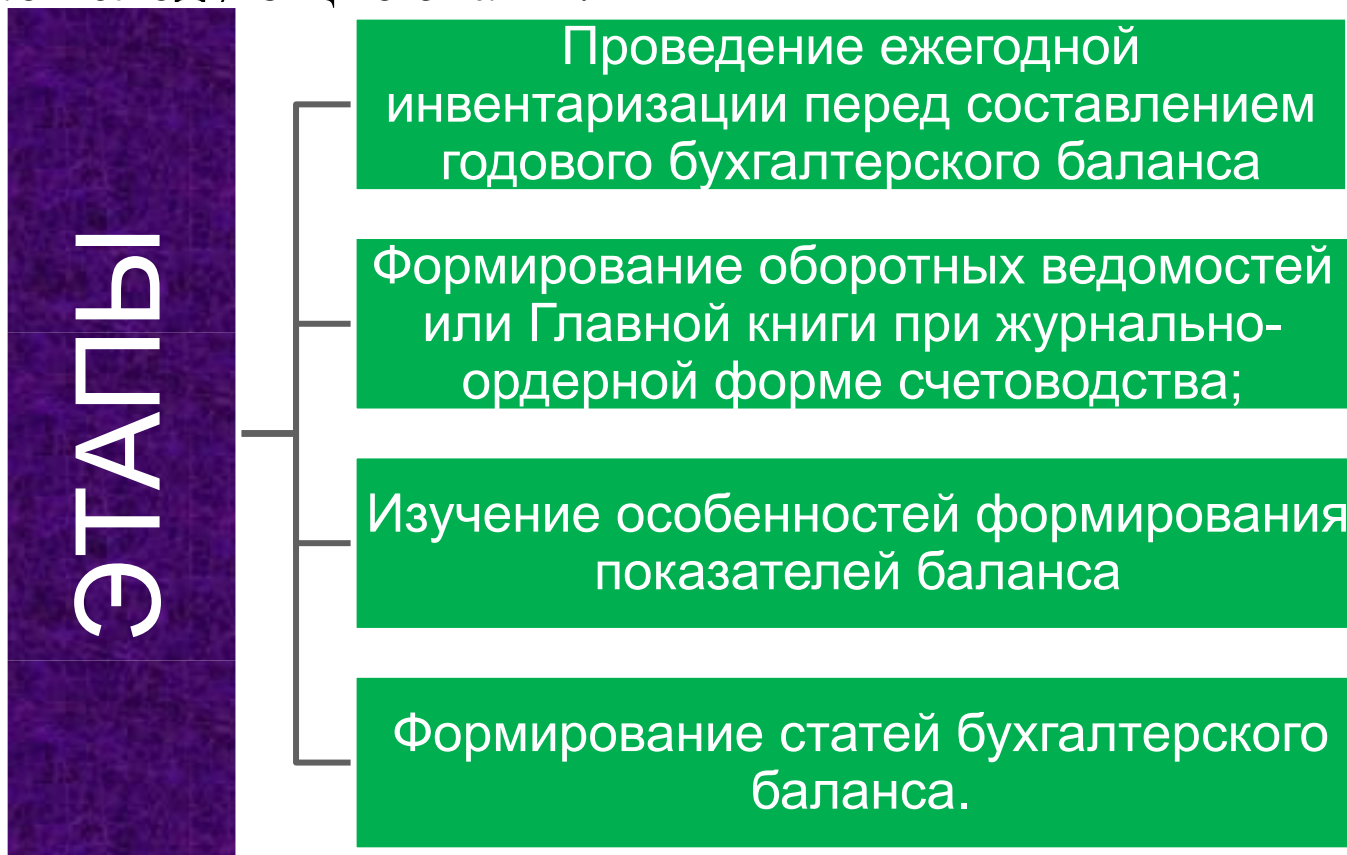 ЭТАПЫ
Проведение ежегодной
инвентаризации перед составлением
годового бухгалтерского баланса
Формирование оборотных ведомостей
или Главной книги при журнально-
ордерной форме счетоводства;
Изучение особенностей формирования
показателей баланса
Формирование статей бухгалтерского
баланса.